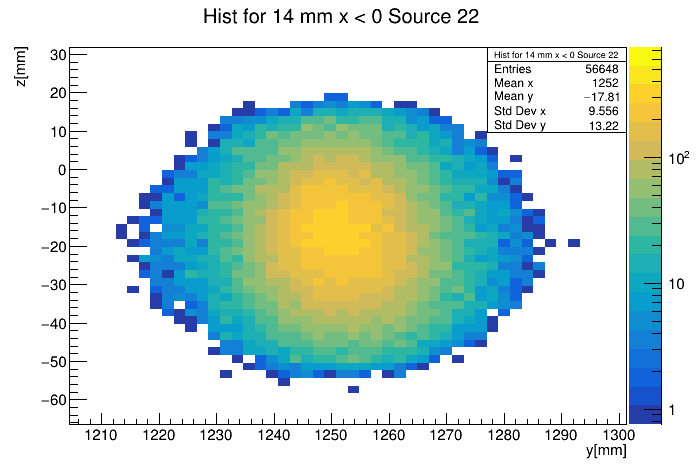 Hist for 14 mm x < 0 Source 22
z[mm]
30
20
10
0
−10
−20
−30
−40
−50
−60
Hist for 14 mm x < 0 Source 22
Entries 56648
Mean x 1252
Mean y −17.81
Std Dev x 9.556
Std Dev y 13.22
10²
10
1
1210 1220 1230 1240 1250 1260 1270 1280 1290 1300
y[mm]